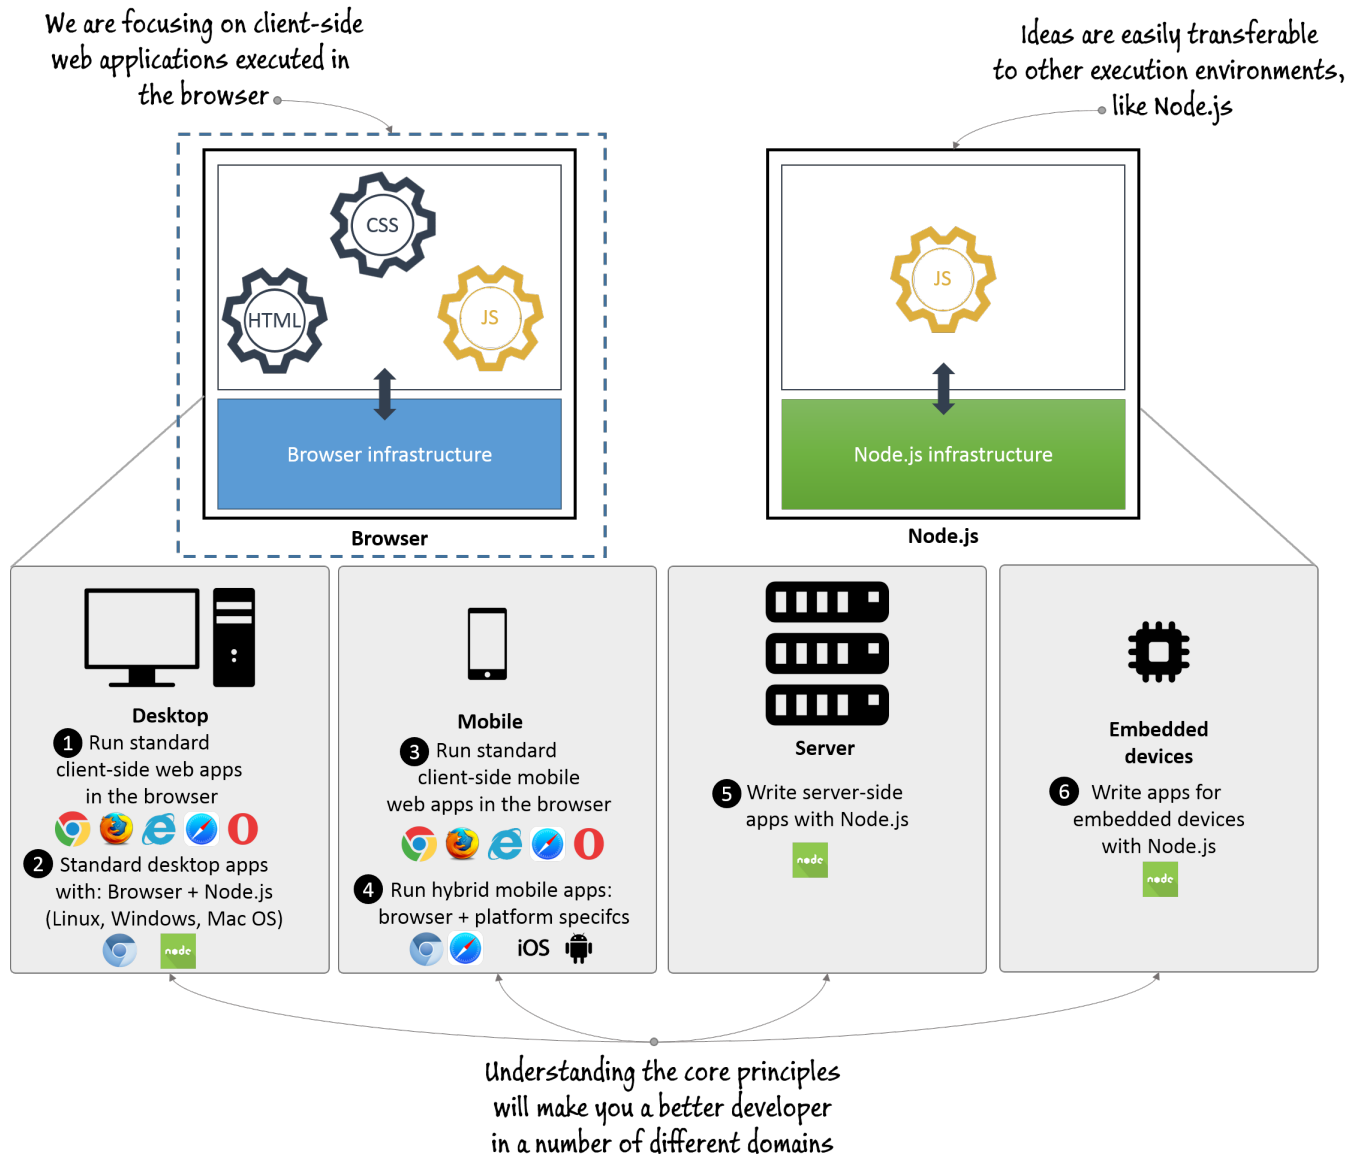 We are focusing on client-side
web applications executed in
the browser
Ideas are easily transferable
to other execution environments,
like Node.js
CSS
HTML
JS
Browser infrastructure
Browser
JS
Node.js infrastructure
Node.js
Desktop
1 Run standard
client-side web apps
in the browser
2 Standard desktop apps
with: Browser + Node.js
(Linux, Windows, Mac OS)
node
Mobile
3 Run standard
client-side mobile
web apps in the browser
4 Run hybrid mobile apps:
browser + platform specifcs
iOS
Server
5 Write server-side
apps with Node.js
node
Embedded
devices
6 Write apps for
embedded devices
with Node.js
node
Understanding the core principles
will make you a better developer
in a number of different domains